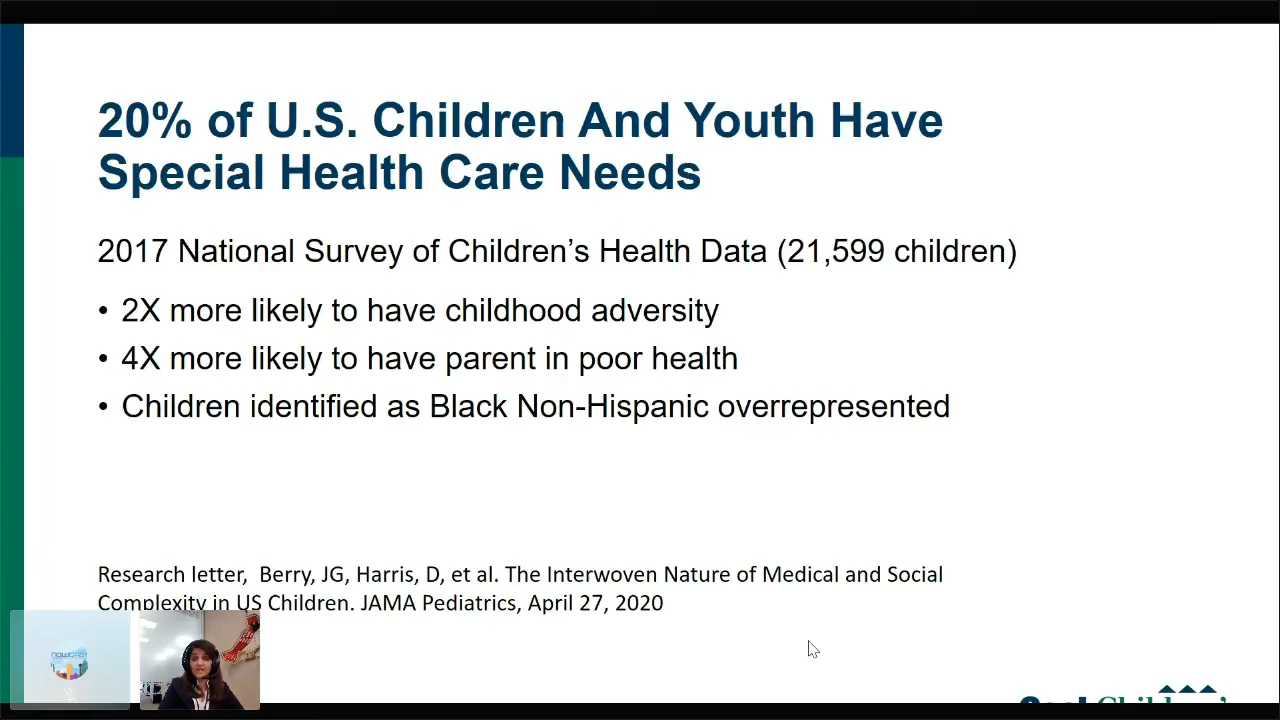 20% of U.S. Children And Youth Have
Special Health Care Needs
2017 National Survey of Children’s Health Data (21,599 children)
• 2X more likely to have childhood adversity
• 4X more likely to have parent in poor health
• Children identified as Black Non-Hispanic overrepresented
Research letter,  Berry, JG, Harris, D, et al. The Interwoven Nature of Medical and Social
Complexity in US Children. JAMA Pediatrics, April 27, 2020